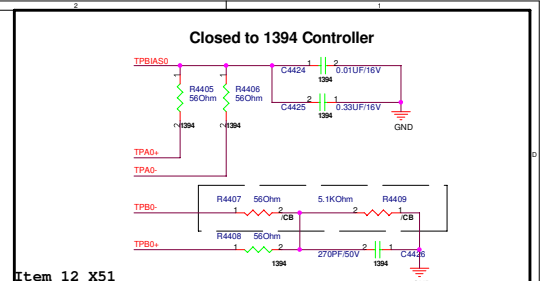 2
1
Closed to 1394 Controller
TPBIAS0
1
1
C4424
1
2
0.01UF/16V
1394
R4405
56Ohm
R4406
56Ohm
C4425
2
1
0.33UF/16V
1394
GND
2
1394
2
1394
TPA0+
TPA0-
D
R4407
56Ohm
5.1KOhm
R4409
TPB0-
1
2
/CB
2
1
/CB
R4408
56Ohm
TPB0+
1
2
1394
270PF/50V
2
1
1394
C4426
Item 12 X51